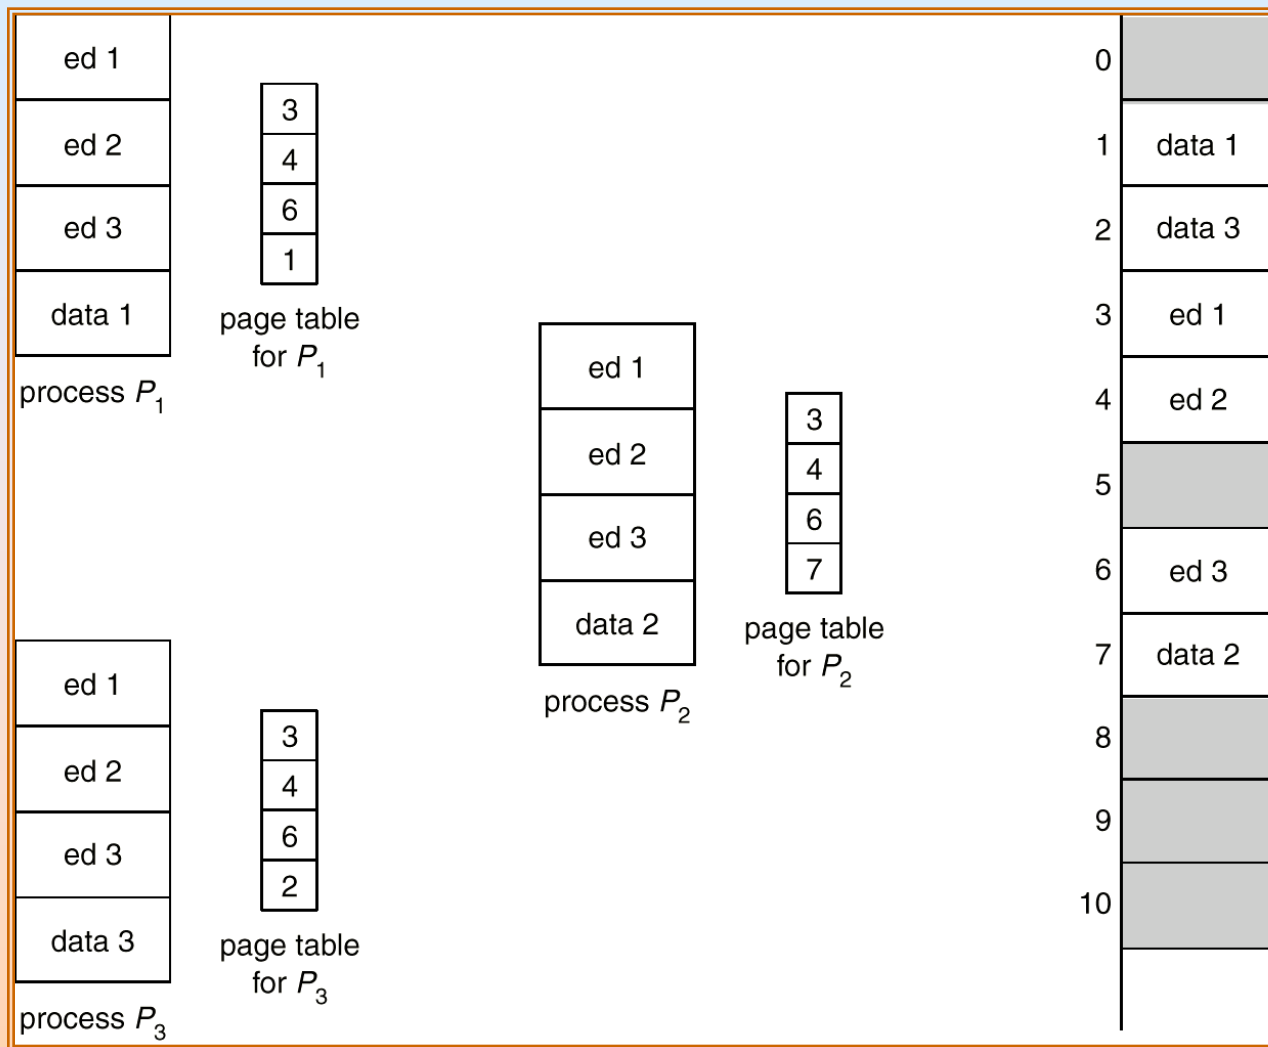 ed 1
ed 2
ed 3
data 1
process P1
3
4
6
1
page table
for P1
ed 1
ed 2
ed 3
data 2
process P2
3
4
6
7
page table
for P2
ed 1
ed 2
ed 3
data 3
process P3
3
4
6
2
page table
for P3
0
1 data 1
2 data 3
3 ed 1
4 ed 2
5
6 ed 3
7 data 2
8
9
10